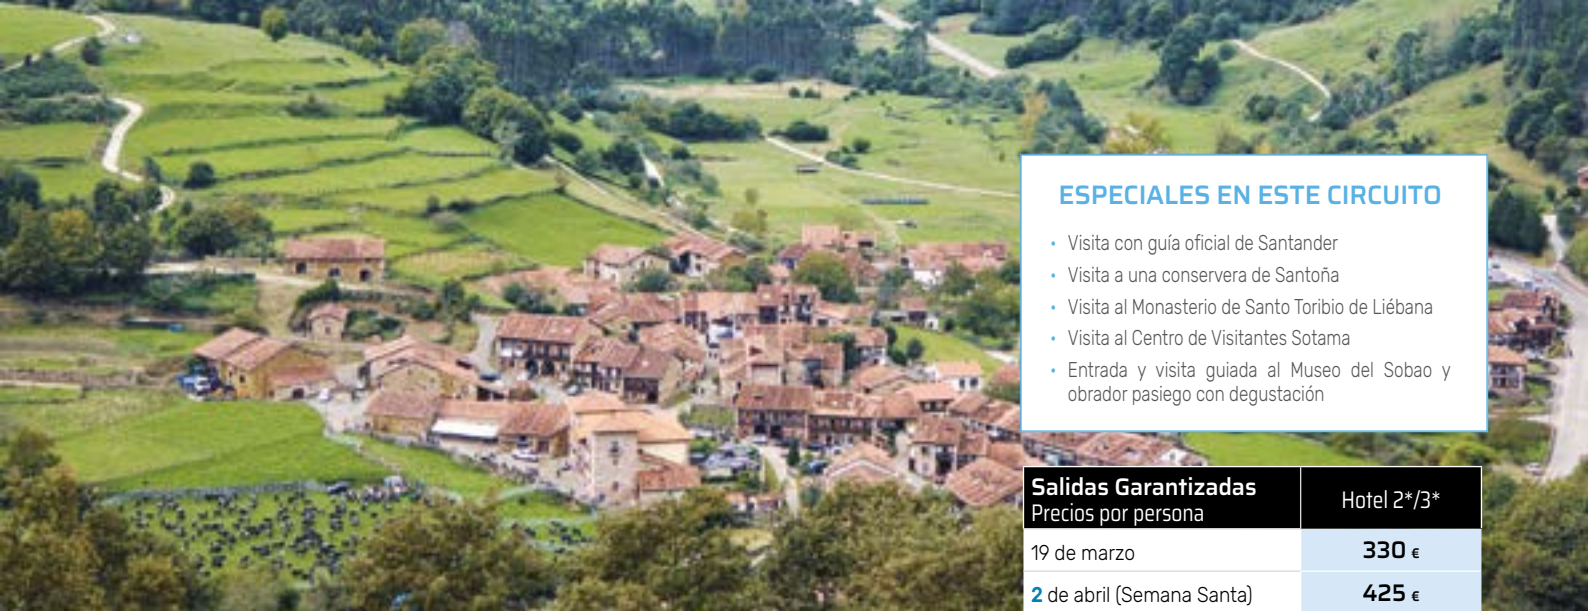 ESPECIALES EN ESTE CIRCUITO
• Visita con guía oficial de Santander
• Visita a una conservera de Santoña
• Visita al Monasterio de Santo Toribio de Liébana
• Visita al Centro de Visitantes Sotama
• Entrada y visita guiada al Museo del Sobao y
obrador pasiego con degustación
Salidas Garantizadas
Precios por persona
Hotel 2*/3*
19 de marzo 330 €
2 de abril (Semana Santa) 425 €